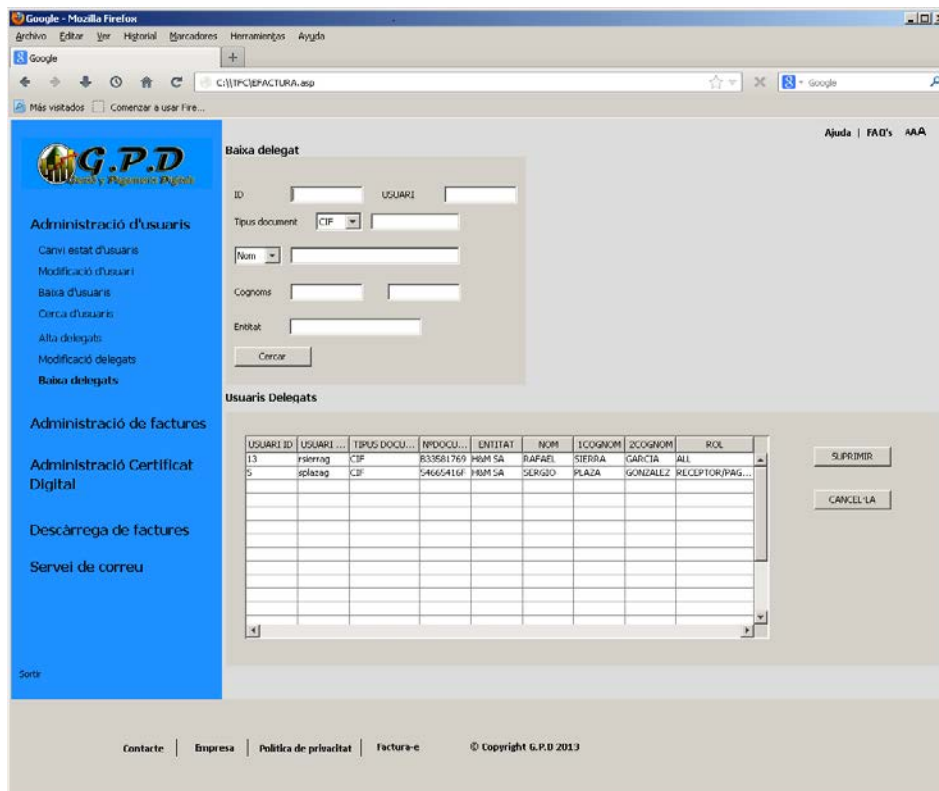 Google - Mozilla Firefox
Archivo Editar Ver Historial Marcadores Herramientas Ayuda
Google +
C:\\TFC\EFACTURA.asp Google
Más visitados Comenzar a usar Fire...
Ajuda | FAQ's AAA
G.P.D
Baixa delegat
ID USUARI
Tipus document CIF
Nom
Cognoms
Entitat
Cercar
Administració d'usuaris
Canvi estat d'usuaris
Modificació d'usuari
Baixa d'usuaris
Cerca d'usuaris
Alta delegats
Modificació delegats
Baixa delegats
Administració de factures
Administració Certificat
Digital
Descàrrega de factures
Servei de correu
Sortir
Usuaris Delegats
USUARI ID USUARI ... TIPUS DOCU... NºDOCU... ENTITAT NOM 1COGNOM 2COGNOM ROL
13 rsierrag CIF B33581769 H&M SA RAFAEL SIERRA GARCIA ALL
5 splazag CIF 54665416F H&M SA SERGIO PLAZA GONZALEZ RECEPTOR/PAG...
SUPRIMIR
CANCEL·LA
Contacte | Empresa | Política de privacitat | Factura-e © Copyright G.P.D 2013